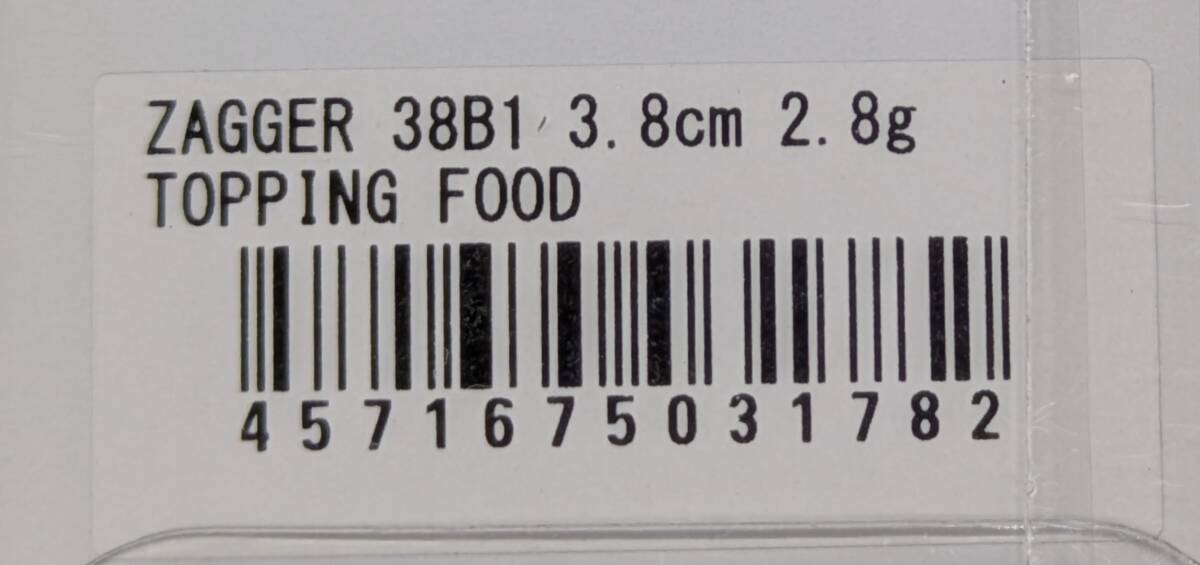 ZAGGER 38B1 3.8cm 2.8g
TOPPING FOOD
4571675031782